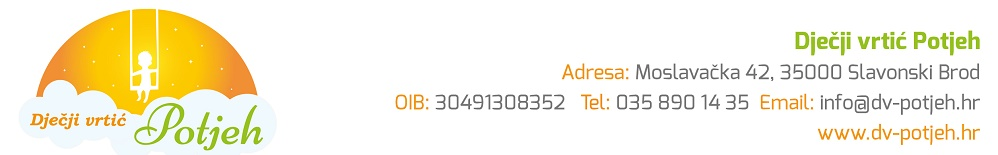 Dječji vrtić
Potjeh
Dječji vrtić Potjeh
Adresa: Moslavačka 42, 35000 Slavonski Brod
OIB: 30491308352 Tel: 035 890 14 35 Email: info@dv-potjeh.hr
www.dv-potjeh.hr